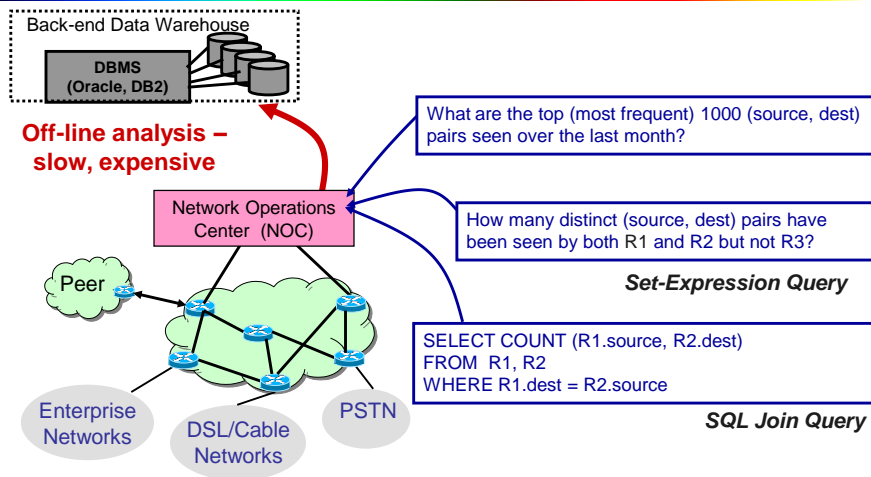 Back-end Data Warehouse
DBMS
(Oracle, DB2)
Off-line analysis –
slow, expensive
What are the top (most frequent) 1000 (source, dest)
pairs seen over the last month?
Network Operations
Center (NOC)
How many distinct (source, dest) pairs have
been seen by both R1 and R2 but not R3?
Set-Expression Query
Peer
SELECT COUNT (R1.source, R2.dest)
FROM R1, R2
WHERE R1.dest = R2.source
SQL Join Query
Enterprise
Networks
DSL/Cable
Networks
PSTN